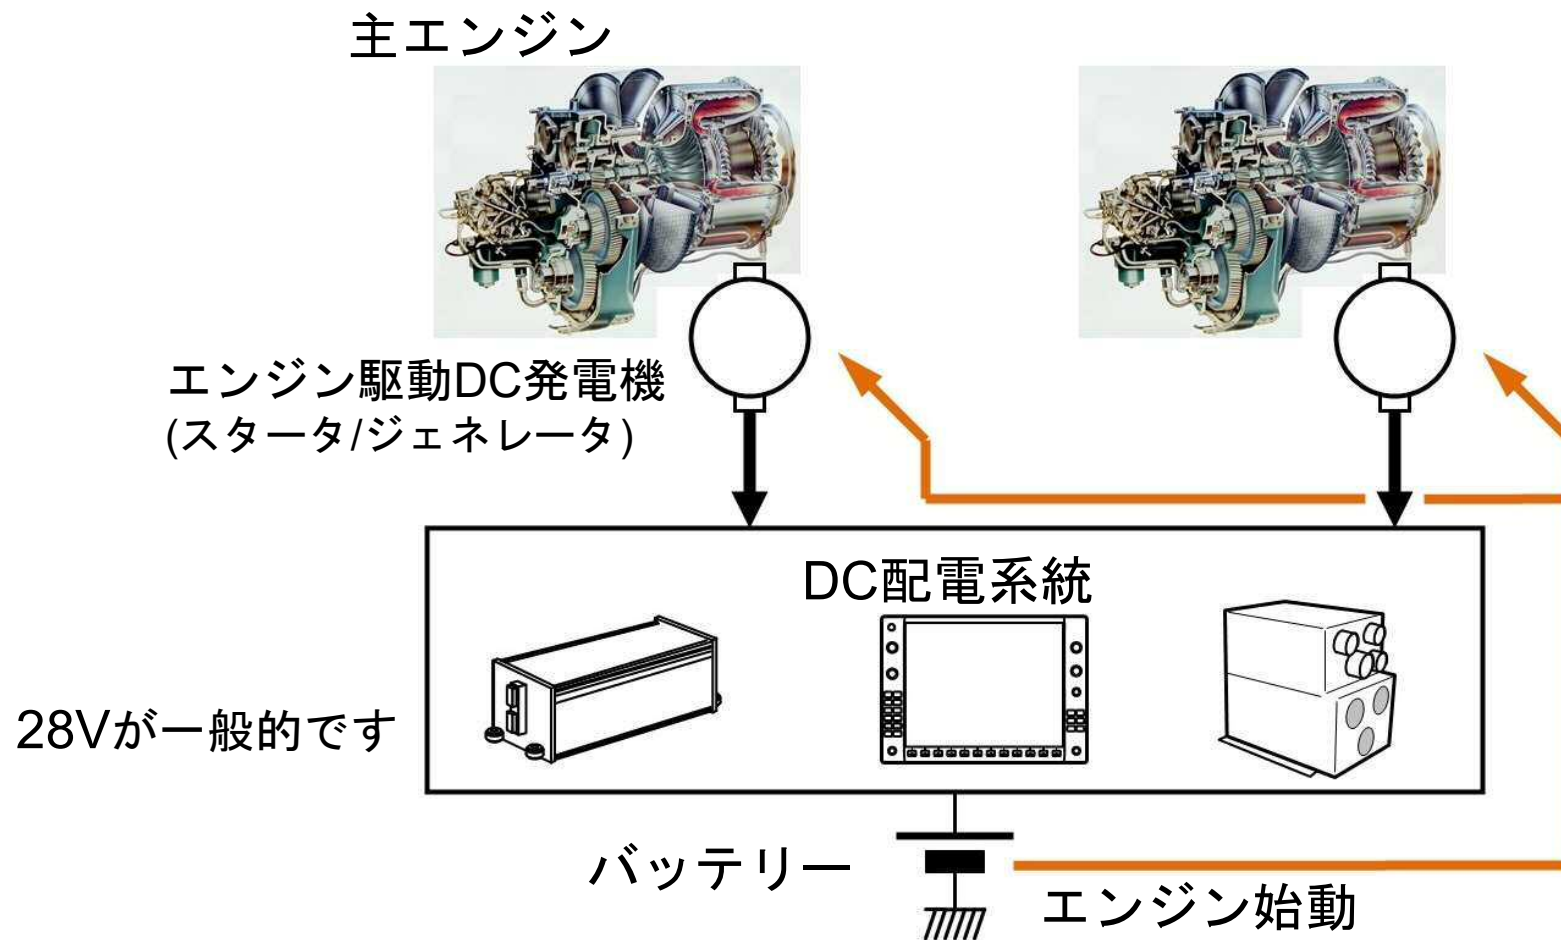 主エンジン
エンジン駆動DC発電機
(スタータ/ジェネレータ)
DC配電系統
28Vが一般的です
バッテリー
エンジン始動